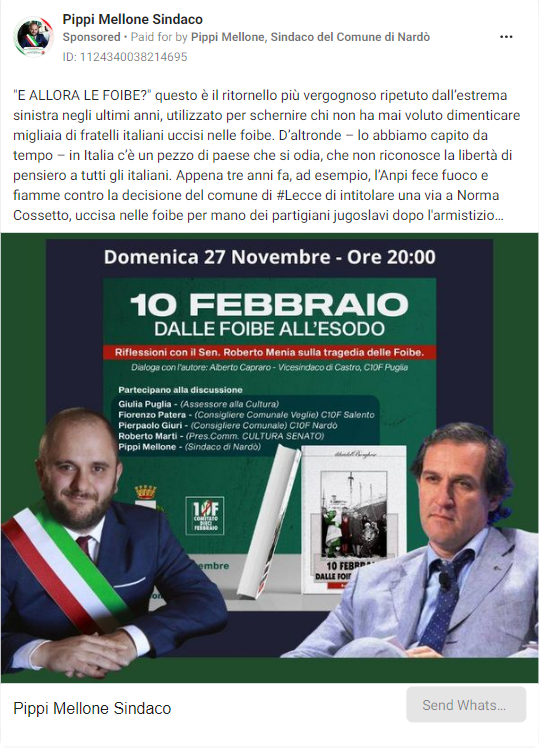 Pippi Mellone Sindaco
Sponsored • Paid for by Pippi Mellone, Sindaco del Comune di Nardò
ID: 1124340038214695
"E ALLORA LE FOIBE?" questo è il ritornello più vergognoso ripetuto dall'estrema
sinistra negli ultimi anni, utilizzato per schernire chi non ha mai voluto dimenticare
migliaia di fratelli italiani uccisi nelle foibe. D'altronde – lo abbiamo capito da
tempo – in Italia c'è un pezzo di paese che si odia, che non riconosce la libertà di
pensiero a tutti gli italiani. Appena tre anni fa, ad esempio, l'Anpi fece fuoco e
fiamme contro la decisione del comune di #Lecce di intitolare una via a Norma
Cossetto, uccisa nelle foibe per mano dei partigiani jugoslavi dopo l'armistizio...
Domenica 27 Novembre - Ore 20:00
10 FEBBRAIO
DALLE FOIBE ALL'ESODO
Riflessioni con il Sen. Roberto Menia sulla tragedia delle Foibe.
Dialoga con l'autore: Alberto Capraro - Vicesindaco di Castro, C10F Puglia
Partecipano alla discussione
Giulia Puglia - (Assessore alla Cultura)
Fiorenzo Patera - (Consigliere Comunale Veglie) C10F Salento
Pierpaolo Giuri - (Consigliere Comunale) C10F Nardò
Roberto Marti - (Pres.Comm. CULTURA SENATO)
Pippi Mellone - (Sindaco di Nardò)
10F
COMITATO
DIECI
FEBBRAIO
embre
10 FEBBR
DALLE FOIBE
Pippi Mellone Sindaco
Send Whats...